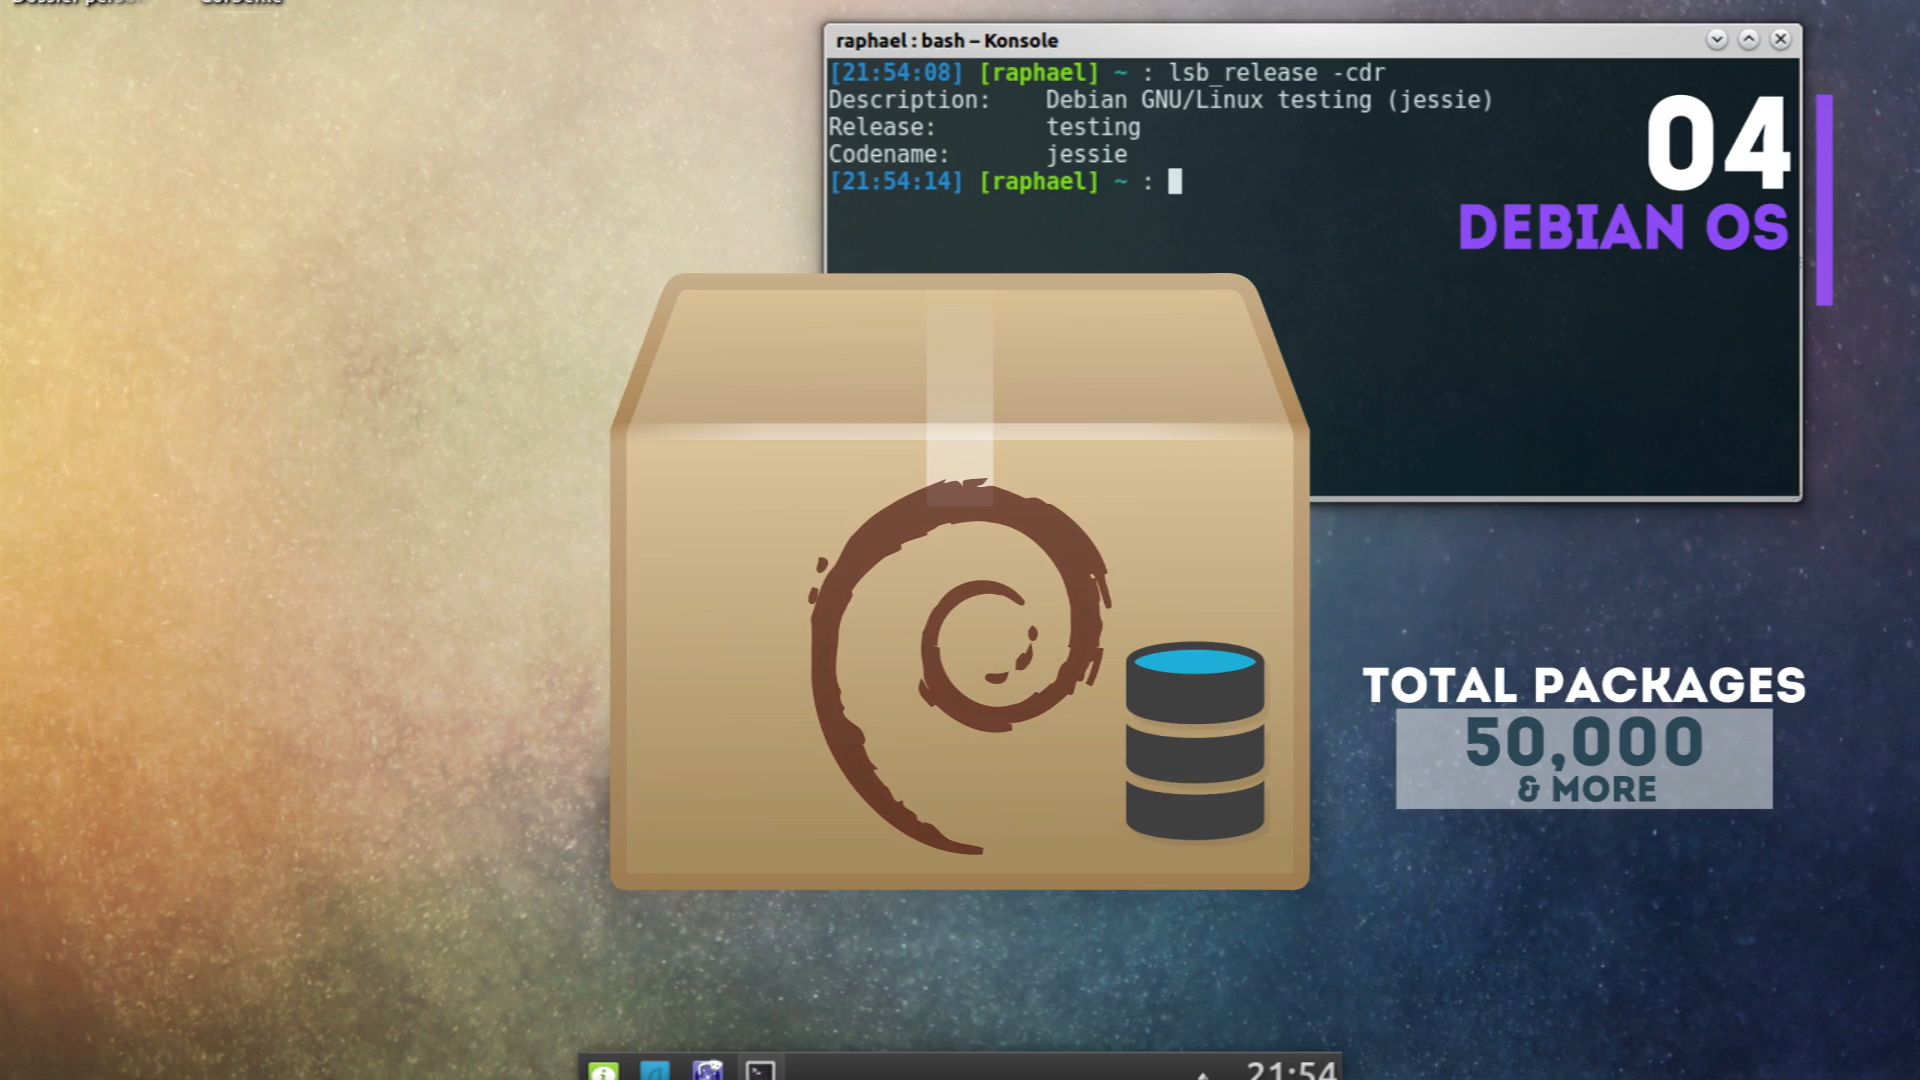 raphael : bash – Konsole
[21:54:08] [raphael] ~ : lsb_release -cdr
Description: Debian GNU/Linux testing (jessie)
Release: testing
Codename: jessie
[21:54:14] [raphael] ~ :
04
DEBIAN OS
TOTAL PACKAGES
50,000
& MORE
21:54